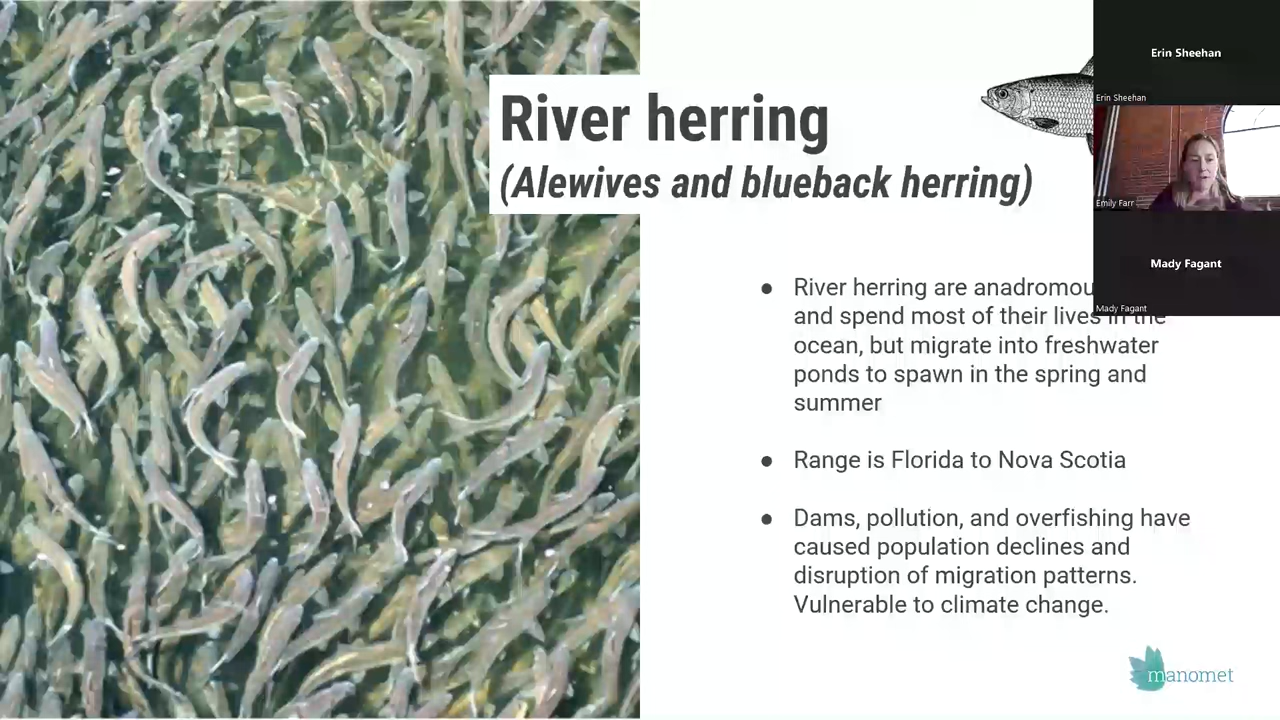 River herring
(Alewives and blueback herring)
● River herring are anadromou
and spend most of their lives in the
ocean, but migrate into freshwater
ponds to spawn in the spring and
summer
● Range is Florida to Nova Scotia
● Dams, pollution, and overfishing have
caused population declines and
disruption of migration patterns.
Vulnerable to climate change.
manomet
Erin Sheehan
Erin Sheehan
Emily Farr
Mady Fagant
Mady Fagant